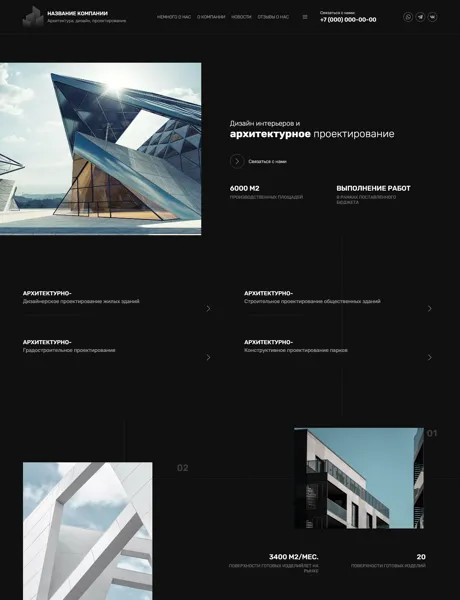 НАЗВАНИЕ КОМПАНИИ
Архитектура, дизайн, проектирование
НЕМНОГО О НАС
О КОМПАНИИ
НОВОСТИ
ОТЗЫВЫ О НАС
Связаться с нами:
+7 (000) 000-00-00
Дизайн интерьеров и
архитектурное проектирование
Связаться с нами
6000 М2
ПРОИЗВОДСТВЕННЫХ ПЛОЩАДЕЙ
ВЫПОЛНЕНИЕ РАБОТ
В РАМКАХ ПОСТАВЛЕННОГО
БЮДЖЕТА
АРХИТЕКТУРНО-
Дизайнерское проектирование жилых зданий
АРХИТЕКТУРНО-
Строительное проектирование общественных зданий
АРХИТЕКТУРНО-
Градостроительное проектирование
АРХИТЕКТУРНО-
Конструктивное проектирование парков
01
02
3400 М2/МЕС.
ПОВЕРХНОСТИ ГОТОВЫХ ИЗДЕЛИЙ/ЛЕТ НА
РЫНКЕ
20
ПОВЕРХНОСТИ ГОТОВЫХ ИЗДЕЛИЙ